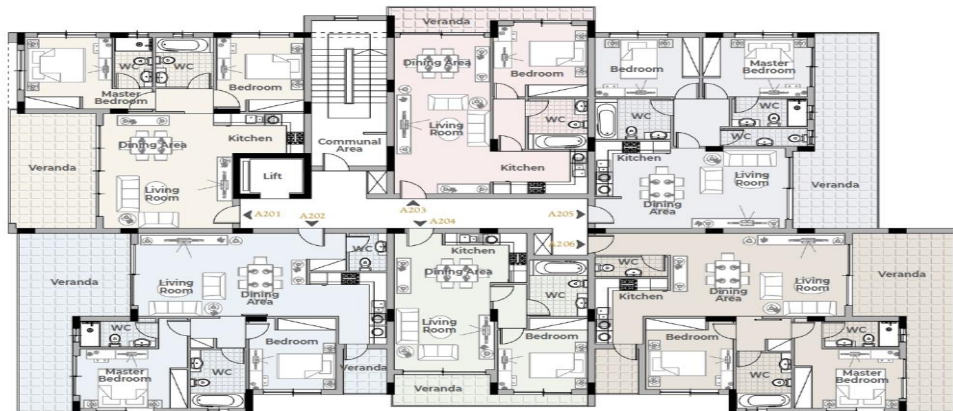 Veranda
WC
WC
Master
Bedroom
Bedroom
Dining Area
Kitchen
Veranda
Living
Room
Lift
Communal
Area
Dining Area
Bedroom
Living
Room
WC
Kitchen
Bedroom
Master
Bedroom
WC
WC
WC
Kitchen
Living
Room
Dining
Area
Veranda
A201
A202
A203
A204
A205
A206
Veranda
Living
Room
Dining
Area
WC
Kitchen
WC
Master
Bedroom
WC
Bedroom
Veranda
Kitchen
Dining Area
Living
Room
WC
Bedroom
Veranda
WC
Kitchen
Dining
Area
Living
Room
Veranda
Bedroom
WC
WC
Master
Bedroom